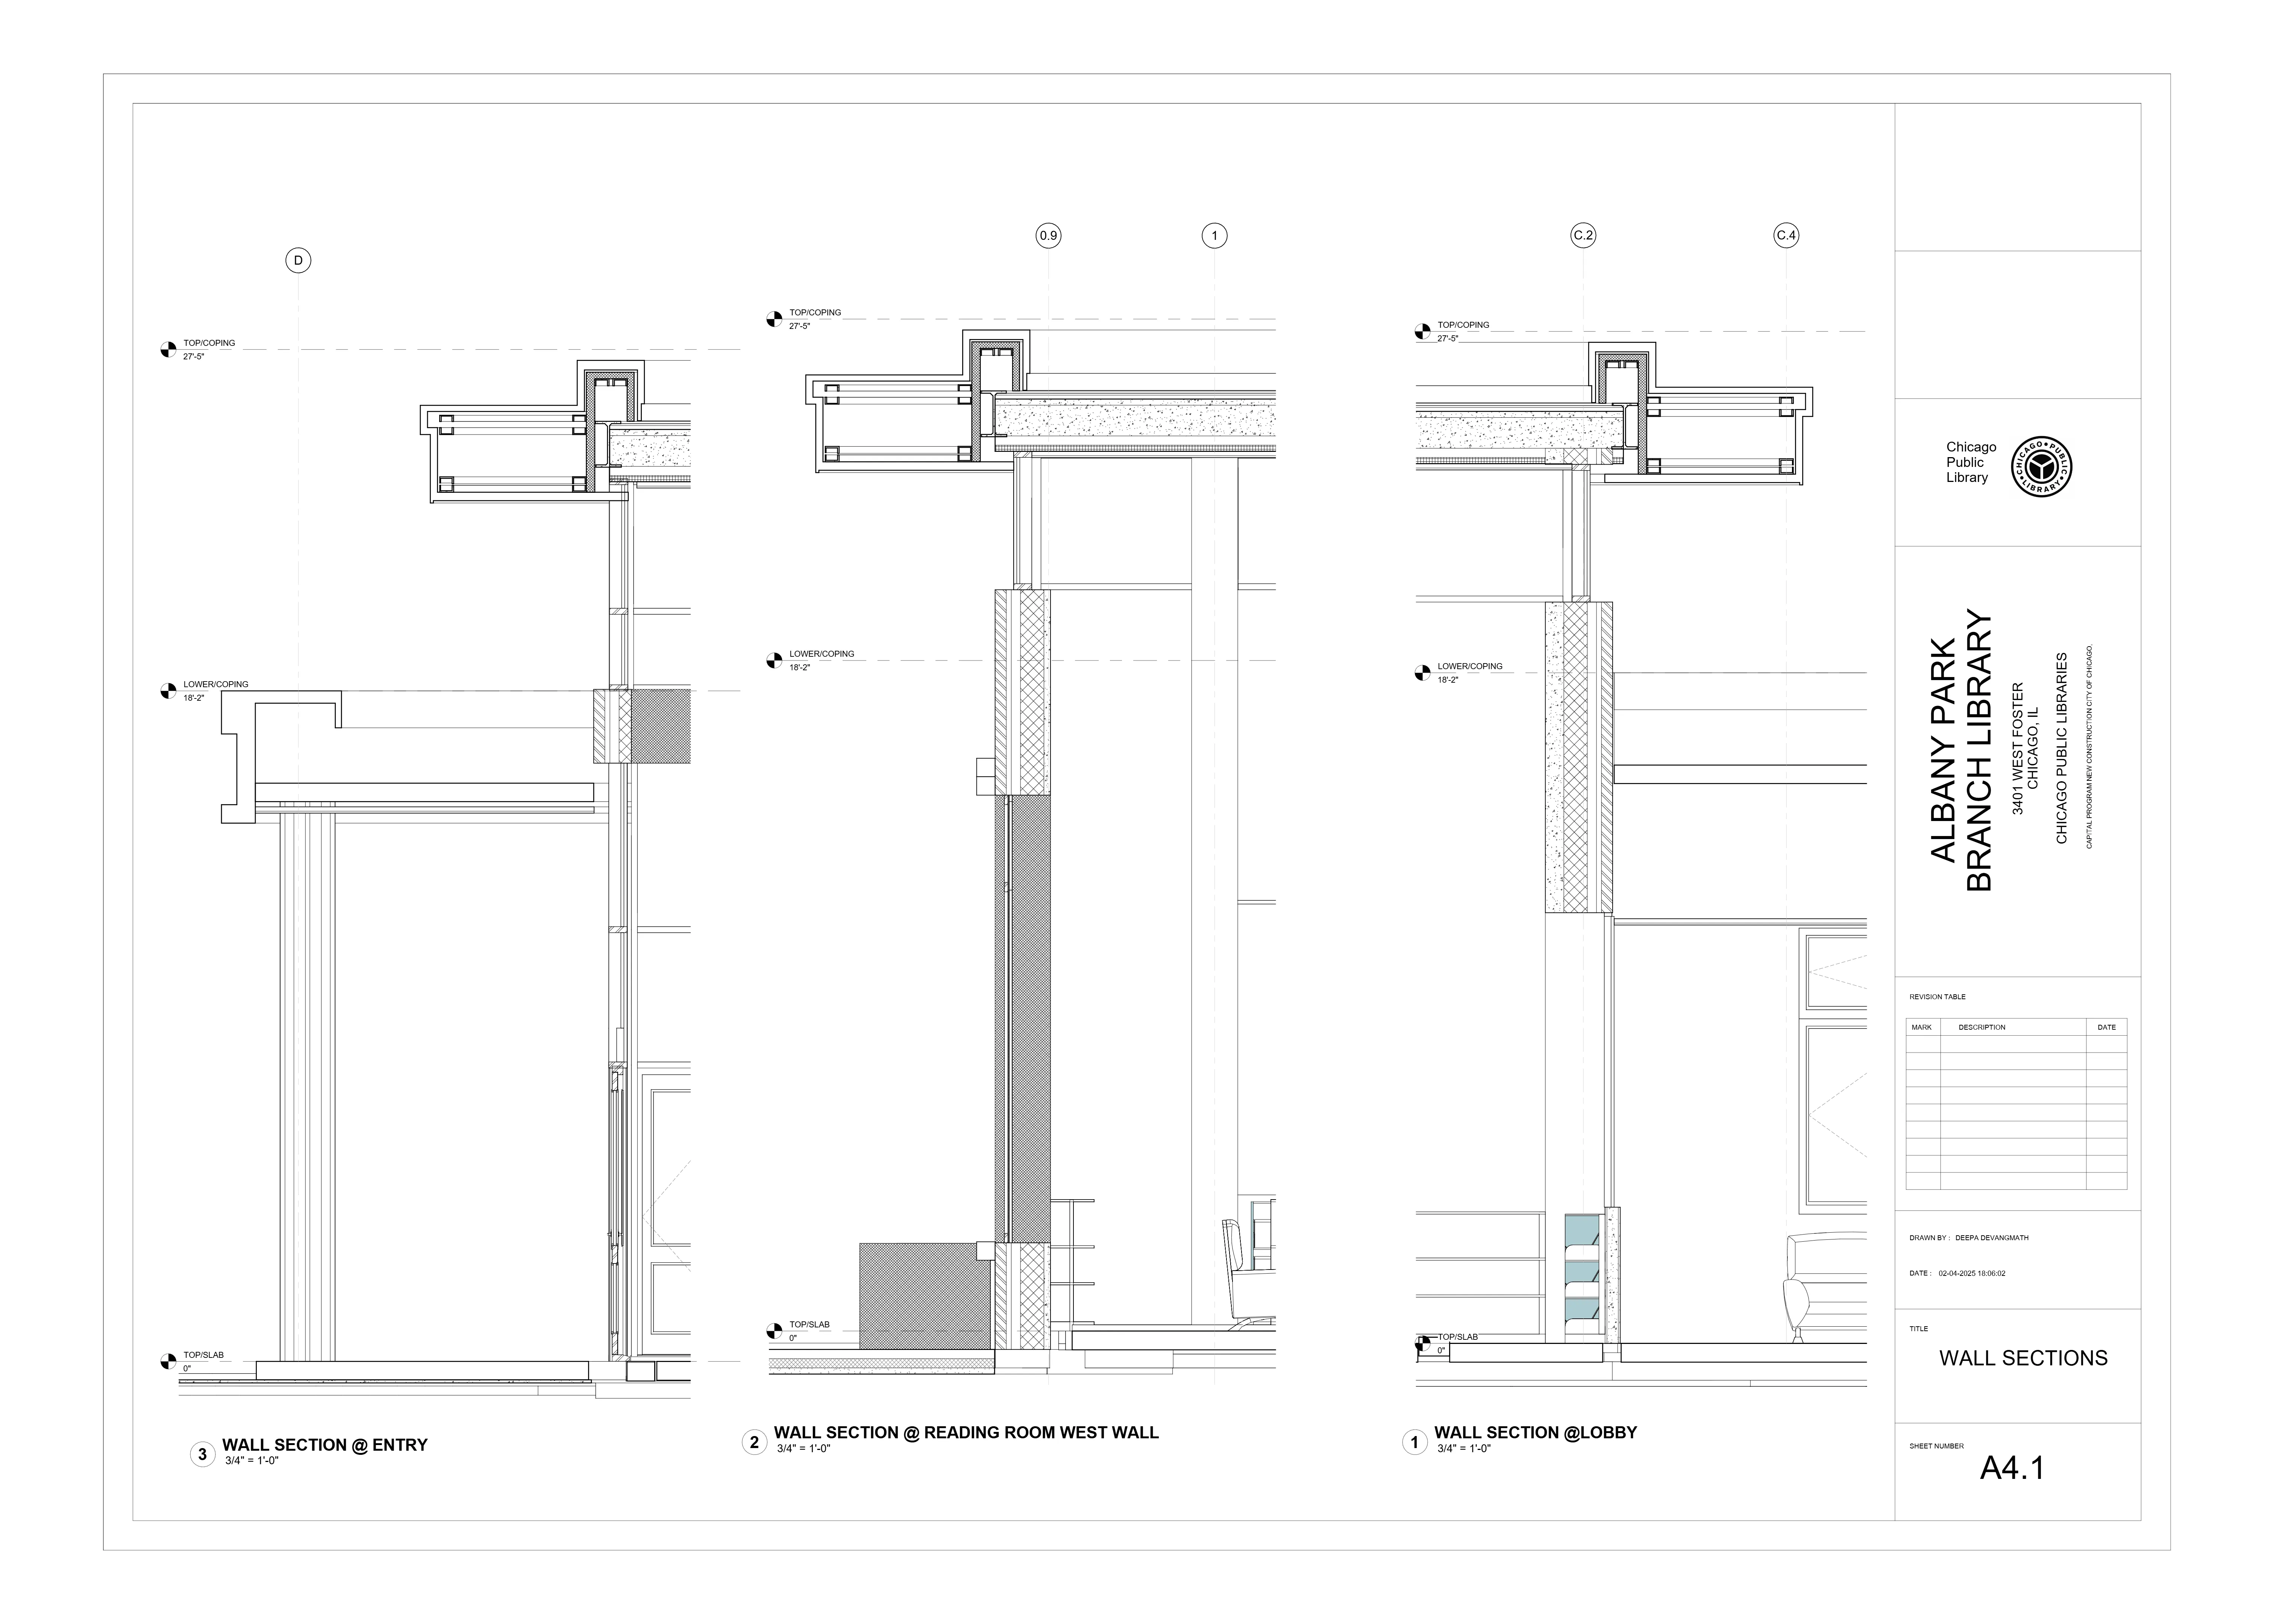 D
TOP/COPING
27'-5"
LOWER/COPING
18'-2"
TOP/SLAB
0"
3
WALL SECTION @ ENTRY
3/4" = 1'-0"
0.9
1
TOP/COPING
27'-5"
LOWER/COPING
18'-2"
TOP/SLAB
0"
2
WALL SECTION @ READING ROOM WEST WALL
3/4" = 1'-0"
C.2
C.4
TOP/COPING
27'-5"
LOWER/COPING
18'-2"
TOP/SLAB
0"
1
WALL SECTION @LOBBY
3/4" = 1'-0"
Chicago
Public
Library
CHICAGO • PUBLIC • LIBRARY •
ALBANY PARK
BRANCH LIBRARY
3401 WEST FOSTER
CHICAGO, IL
CHICAGO PUBLIC LIBRARIES
CAPITAL PROGRAM NEW CONSTRUCTION CITY OF CHICAGO.
REVISION TABLE
MARK DESCRIPTION DATE
DRAWN BY : DEEPA DEVANGMATH
DATE : 02-04-2025 18:06:02
TITLE
WALL SECTIONS
SHEET NUMBER
A4.1